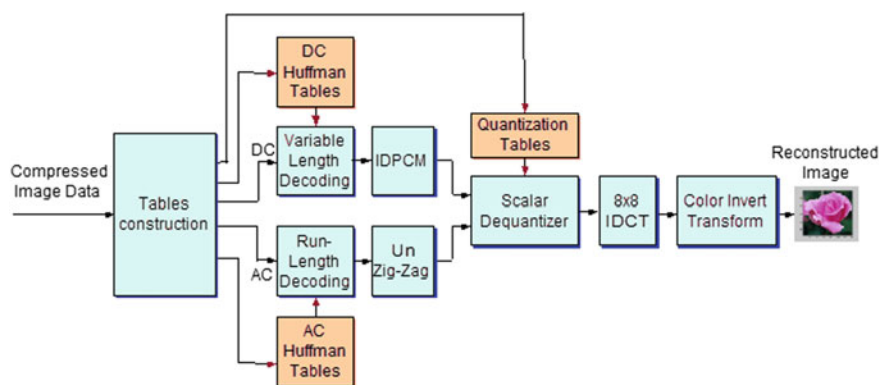 Compressed
Image Data
Tables
construction
DC
Huffman
Tables
DC
Variable
Length
Decoding
IDPCM
AC
Run-
Length
Decoding
Un
Zig-Zag
AC
Huffman
Tables
Quantization
Tables
Scalar
Dequantizer
8x8
IDCT
Color Invert
Transform
Reconstructed
Image